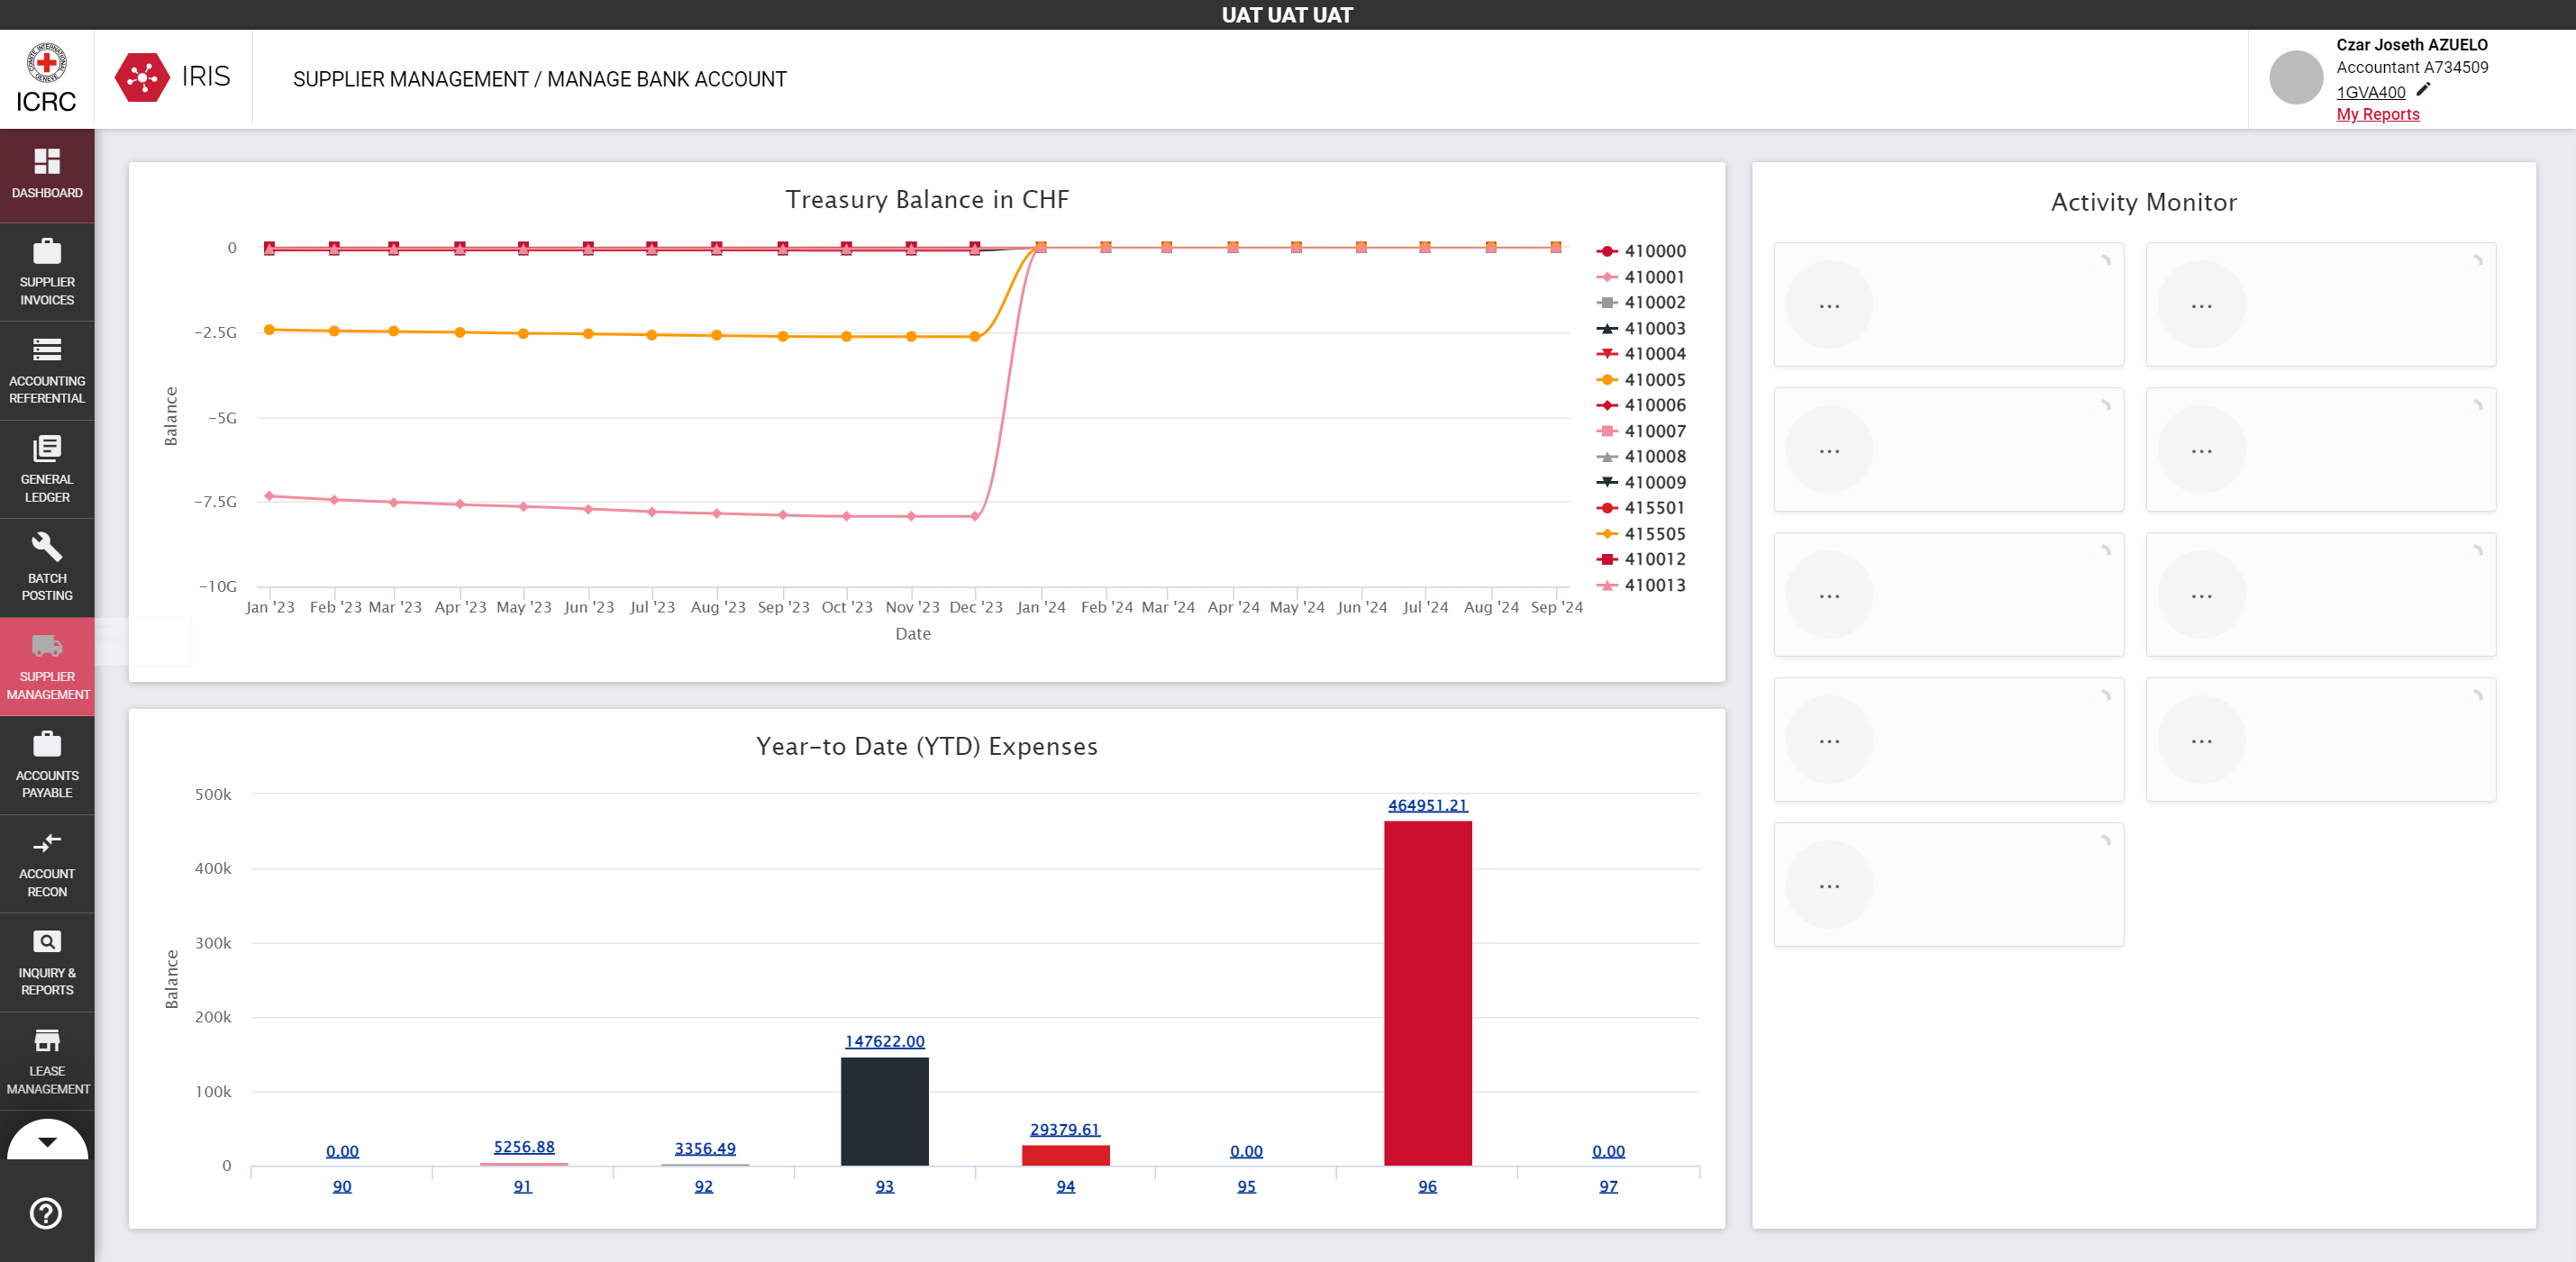 UAT UAT UAT
ICRC
IRIS
SUPPLIER MANAGEMENT / MANAGE BANK ACCOUNT
Czar Joseth AZUELO
Accountant A734509
1GVA400
My Reports
DASHBOARD
SUPPLIER
INVOICES
ACCOUNTING
REFERENTIAL
GENERAL
LEDGER
BATCH
POSTING
SUPPLIER
MANAGEMENT
ACCOUNTS
PAYABLE
ACCOUNT
RECON
INQUIRY &
REPORTS
LEASE
MANAGEMENT
Treasury Balance in CHF
0
-2.5G
-5G
-7.5G
-10G
Balance
Jan '23 Feb '23 Mar '23 Apr '23 May '23 Jun '23 Jul '23 Aug '23 Sep '23 Oct '23 Nov '23 Dec '23 Jan '24 Feb '24 Mar '24 Apr '24 May '24 Jun '24 Jul '24 Aug '24 Sep '24
Date
410000
410001
410002
410003
410004
410005
410006
410007
410008
410009
415501
415505
410012
410013
Year-to Date (YTD) Expenses
500k
400k
300k
200k
100k
0
Balance
0.00 5256.88 3356.49 147622.00 29379.61 0.00 464951.21 0.00
90 91 92 93 94 95 96 97
Activity Monitor
... ...
... ...
... ...
... ...
...